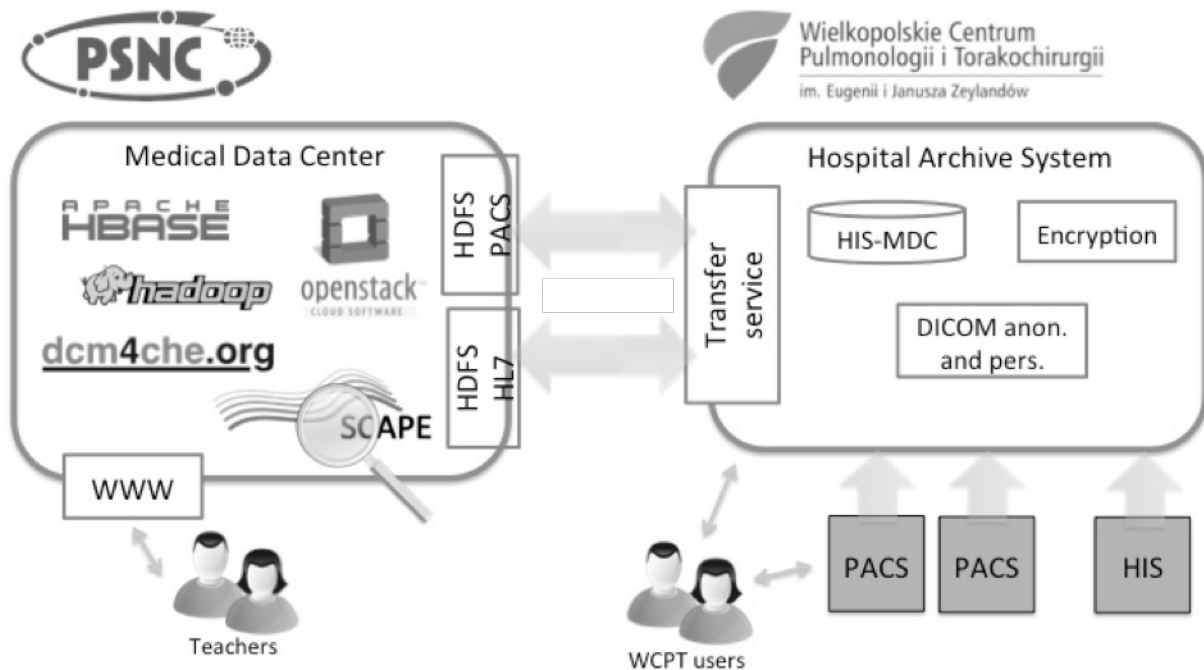 PSNC
Wielkopolskie Centrum
Pulmonologii i Torakochirurgii
im. Eugenii i Janusza Zeylandów
Medical Data Center
APACHE
HBASE
hadoop
openstack™
CLOUD SOFTWARE
dcm4che.org
SCAPE
HDFS
PACS
HDFS
HL7
WWW
Teachers
Hospital Archive System
Transfer
service
HIS-MDC
Encryption
DICOM anon.
and pers.
PACS
PACS
HIS
WCPT users